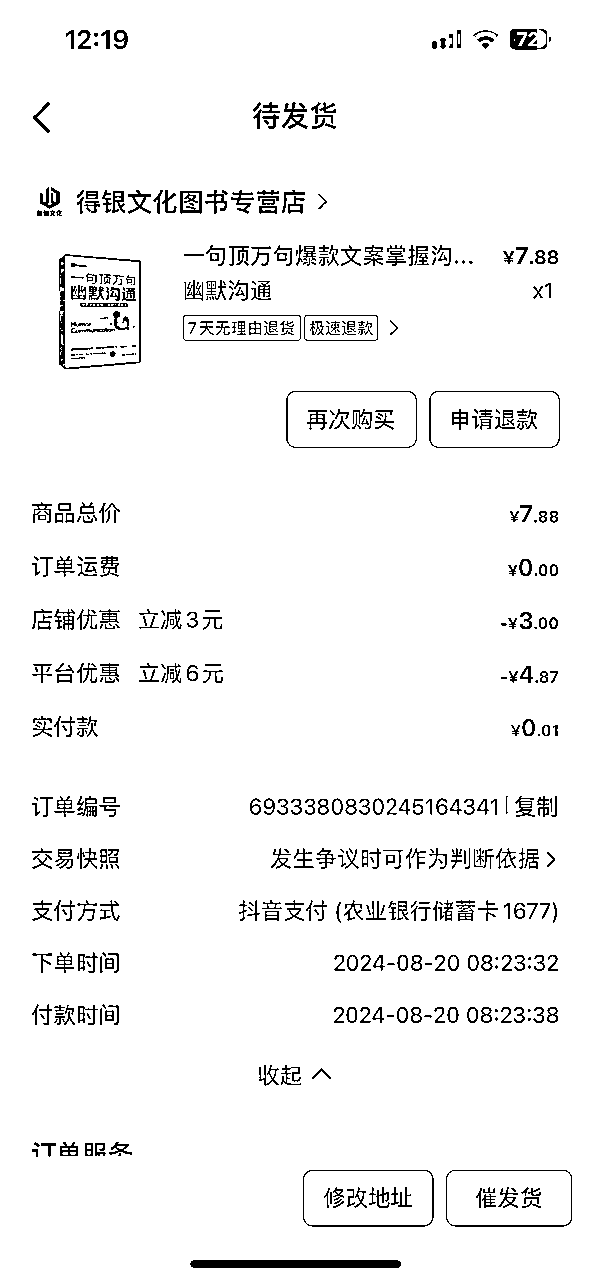 12:19
72
待发货
得银文化图书专营店
一句顶万句爆款文案掌握沟... ¥7.88
幽默沟通 x1
一句顶万句
幽默沟通
7天无理由退货 极速退款
再次购买 申请退款
商品总价 ¥7.88
订单运费 ¥0.00
店铺优惠 立减3元 -¥3.00
平台优惠 立减6元 -¥4.87
实付款 ¥0.01
订单编号 6933380830245164341 | 复制
交易快照 发生争议时可作为判断依据
支付方式 抖音支付 (农业银行储蓄卡1677)
下单时间 2024-08-20 08:23:32
付款时间 2024-08-20 08:23:38
收起
订单服务
修改地址 催发货